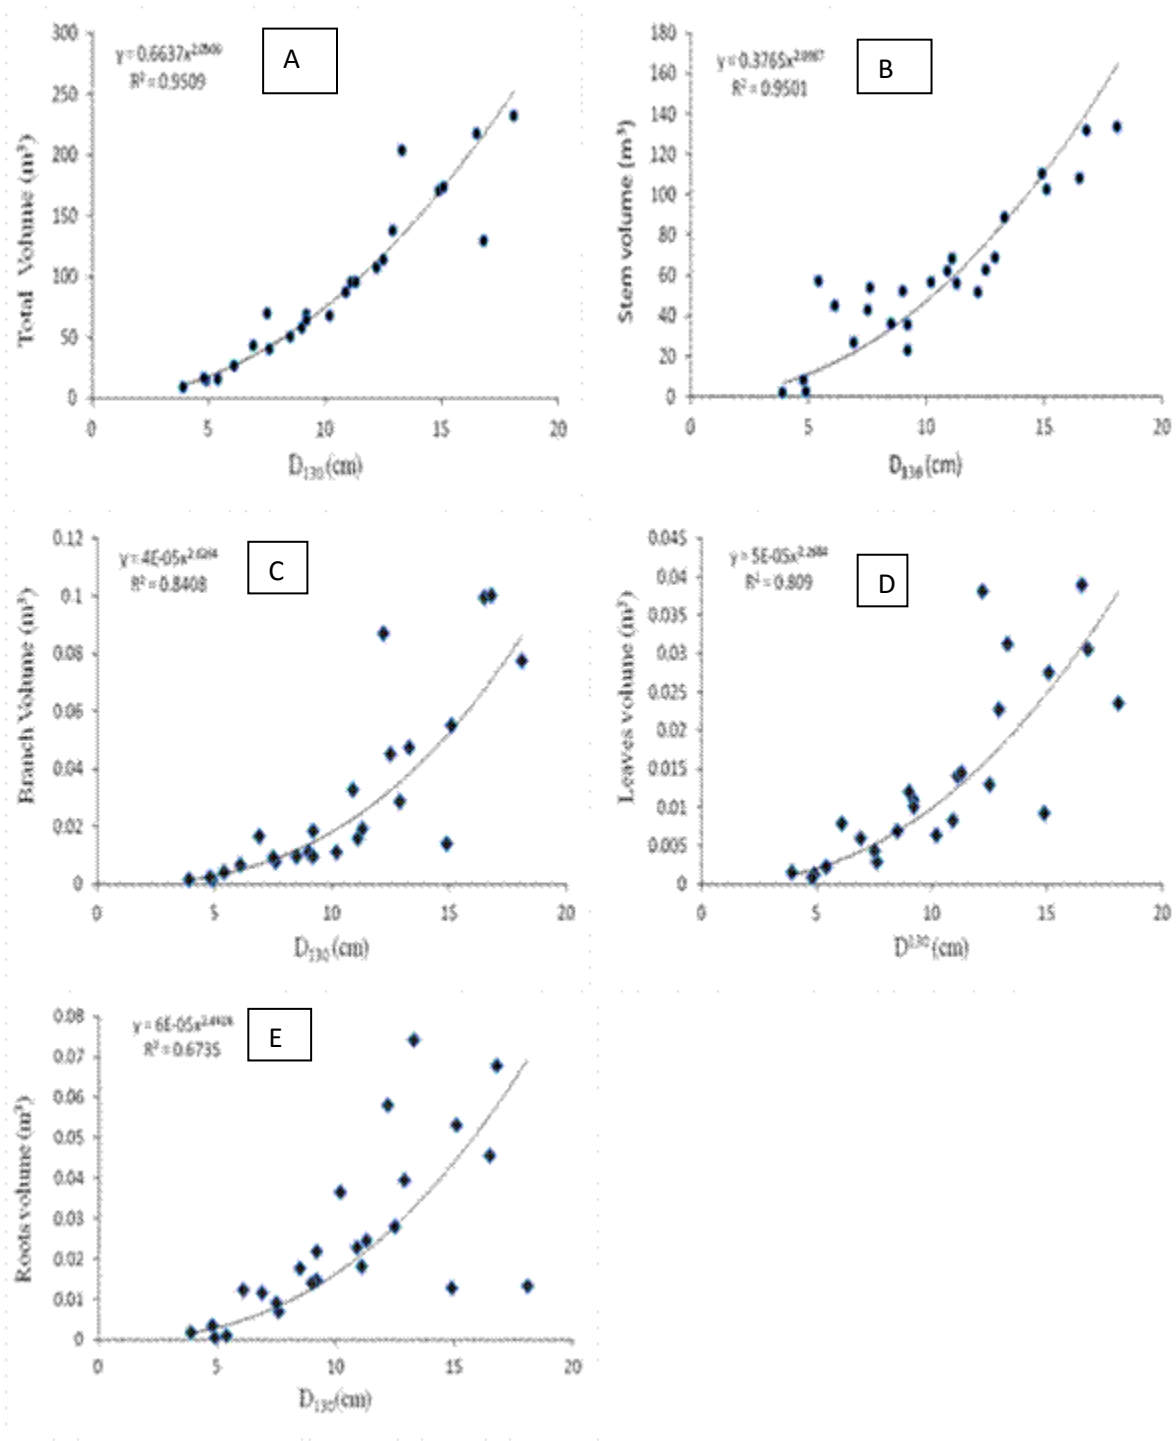 y = 0.6637x
R² = 0.9509
A
300
250
200
150
100
50
0
0 5 10 15 20
Total Volume (m³)
D₁₃₀(cm)
R² = 0.9501
B
180
160
140
120
100
80
60
40
20
0
0 5 10 15 20
Stem volume (m³)
(cm)
y = 4E-05x
R² = 0.8408
C
0.12
0.1
0.08
0.06
0.04
0.02
0
0 5 10 15 20
Branch Volume (m³)
D₁₃₀(cm)
y = 5E-05x
R² = 0.809
D
0.045
0.04
0.035
0.03
0.025
0.02
0.015
0.01
0.005
0
0 5 10 15 20
Leaves volume (m³)
D¹³⁰(cm)
y = 6E-05x
R² = 0.6735
E
0.08
0.07
0.06
0.05
0.04
0.03
0.02
0.01
0
0 5 10 15 20
Roots volume (m³)
D₁₃₀(cm)